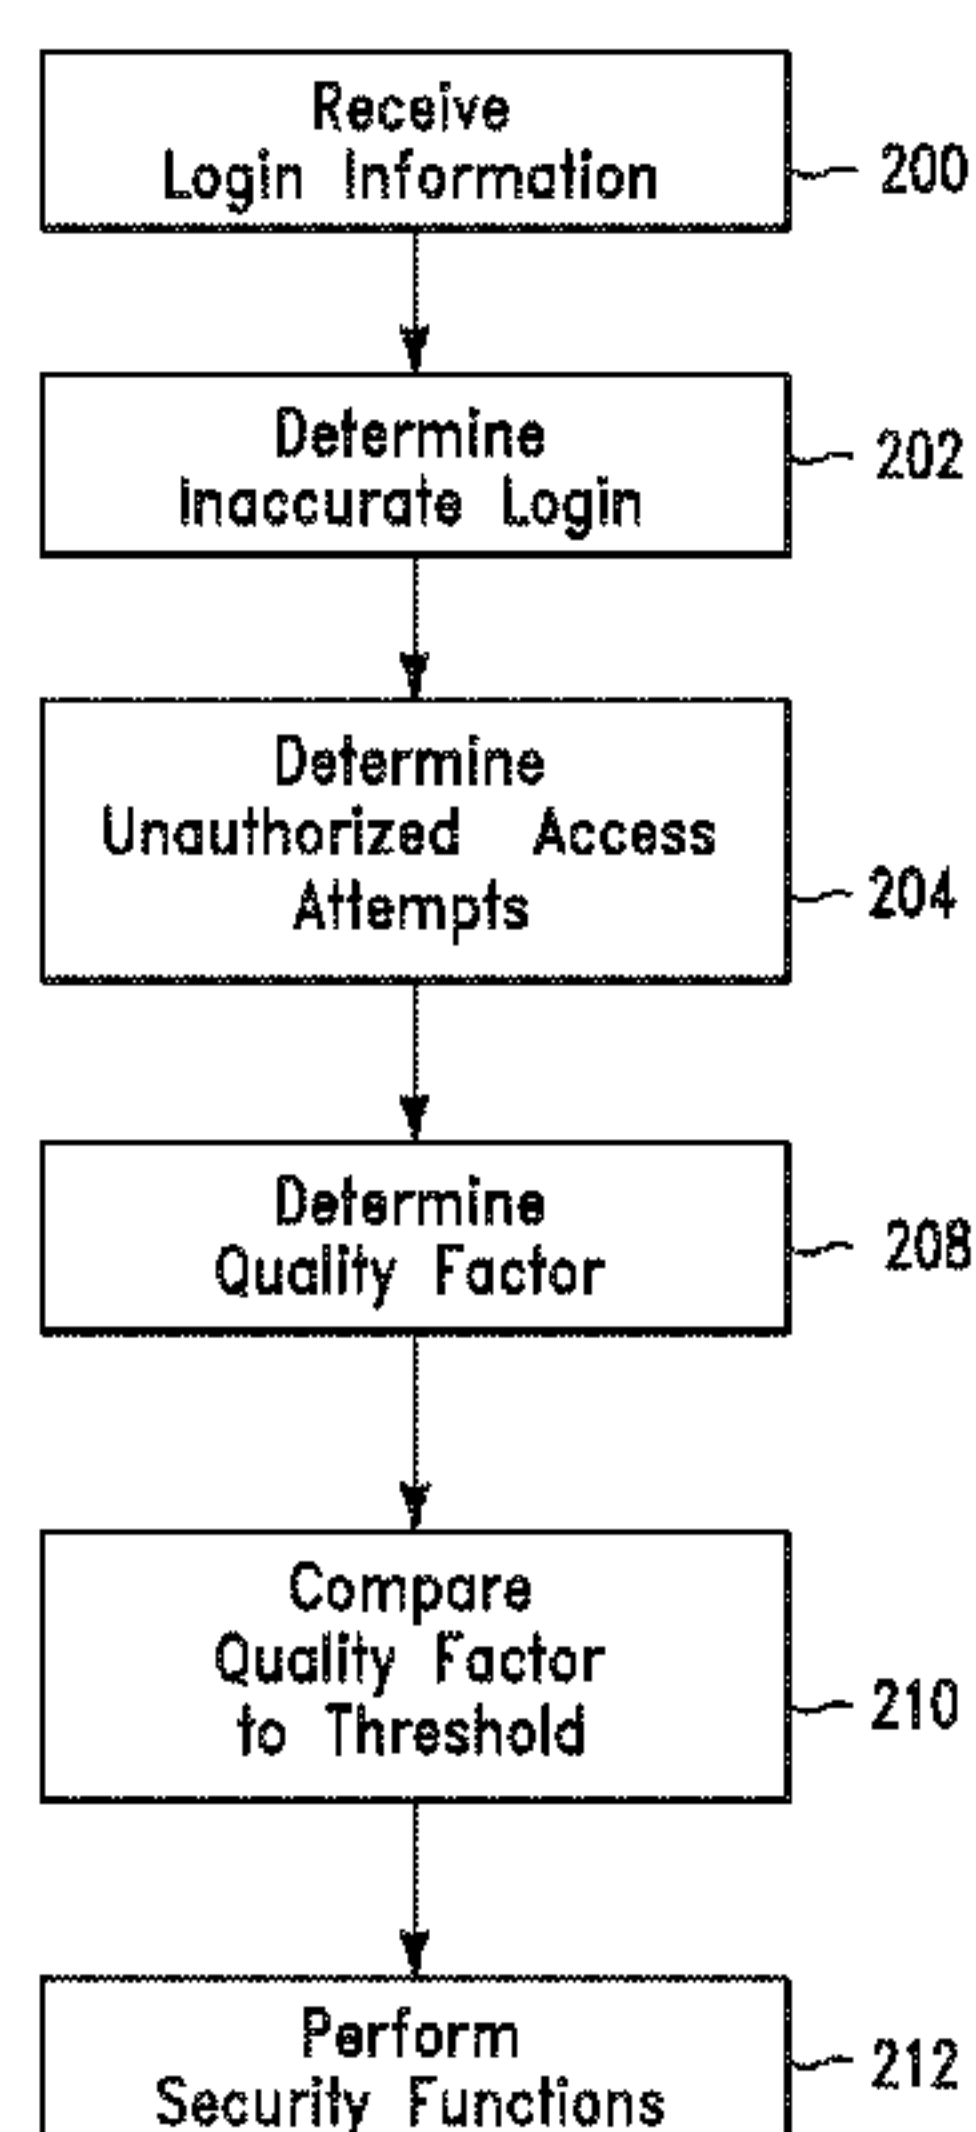 Receive
Login Information
200
Determine
Inaccurate Login
202
Determine
Unauthorized Access
Attempts
204
Determine
Quality Factor
208
Compare
Quality Factor
to Threshold
210
Perform
Security Functions
212